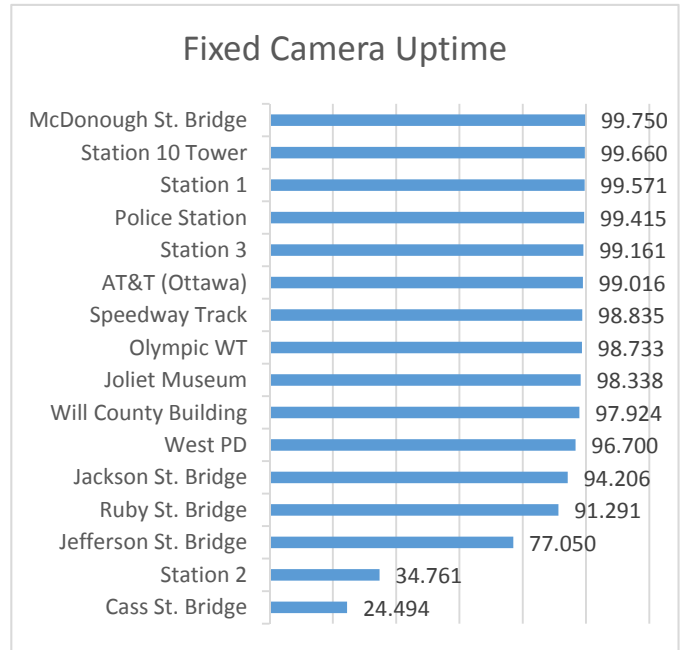 Fixed Camera Uptime
McDonough St. Bridge 99.750
Station 10 Tower 99.660
Station 1 99.571
Police Station 99.415
Station 3 99.161
AT&T (Ottawa) 99.016
Speedway Track 98.835
Olympic WT 98.733
Joliet Museum 98.338
Will County Building 97.924
West PD 96.700
Jackson St. Bridge 94.206
Ruby St. Bridge 91.291
Jefferson St. Bridge 77.050
Station 2 34.761
Cass St. Bridge 24.494